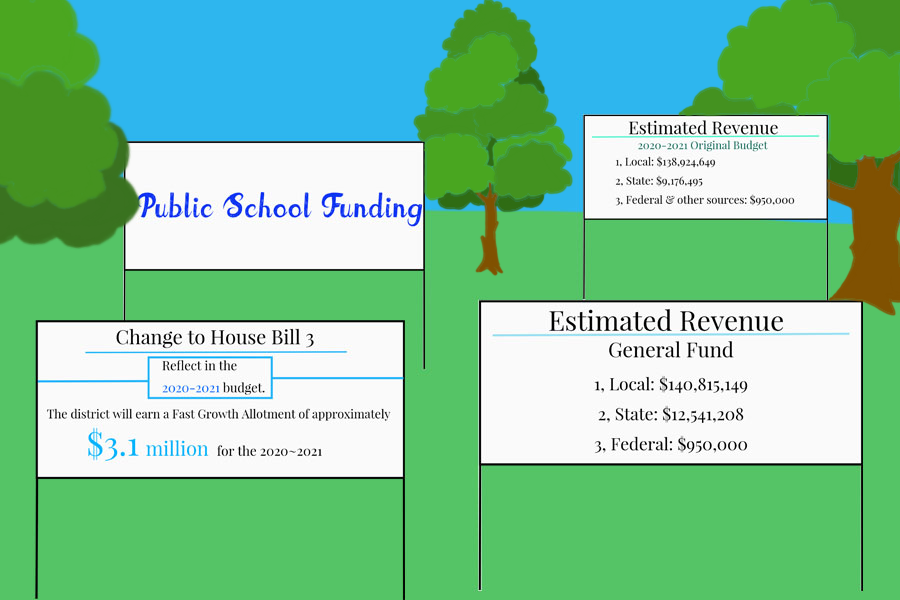 Public School Funding
Estimated Revenue
2020-2021 Original Budget
1, Local: $138,924,649
2, State: $9,176,495
3, Federal & other sources: $950,000
Change to House Bill 3
Reflect in the
2020-2021 budget.
The district will earn a Fast Growth Allotment of approximately
$3.1 million for the 2020~2021
Estimated Revenue
General Fund
1, Local: $140,815,149
2, State: $12,541,208
3, Federal: $950,000